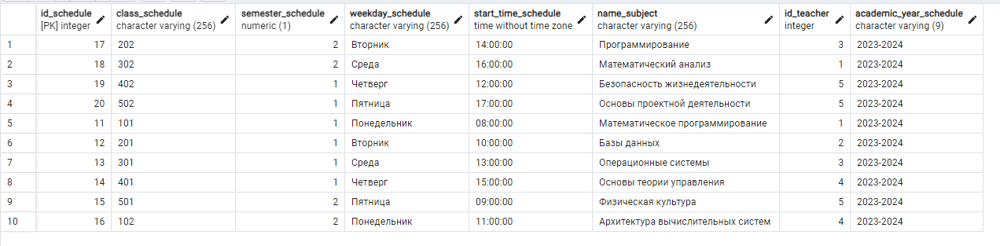 id_schedule class_schedule semester_schedule weekday_schedule start_time_schedule name_subject id_teacher academic_year_schedule
[PK] integer character varying (256) numeric (1) character varying (256) time without time zone character varying (256) integer character varying (9)
1 17 202 2 Вторник 14:00:00 Программирование 3 2023-2024
2 18 302 2 Среда 16:00:00 Математический анализ 1 2023-2024
3 19 402 1 Четверг 12:00:00 Безопасность жизнедеятельности 5 2023-2024
4 20 502 1 Пятница 17:00:00 Основы проектной деятельности 5 2023-2024
5 11 101 1 Понедельник 08:00:00 Математическое программирование 1 2023-2024
6 12 201 1 Вторник 10:00:00 Базы данных 2 2023-2024
7 13 301 1 Среда 13:00:00 Операционные системы 3 2023-2024
8 14 401 1 Четверг 15:00:00 Основы теории управления 4 2023-2024
9 15 501 2 Пятница 09:00:00 Физическая культура 5 2023-2024
10 16 102 2 Понедельник 11:00:00 Архитектура вычислительных систем 4 2023-2024